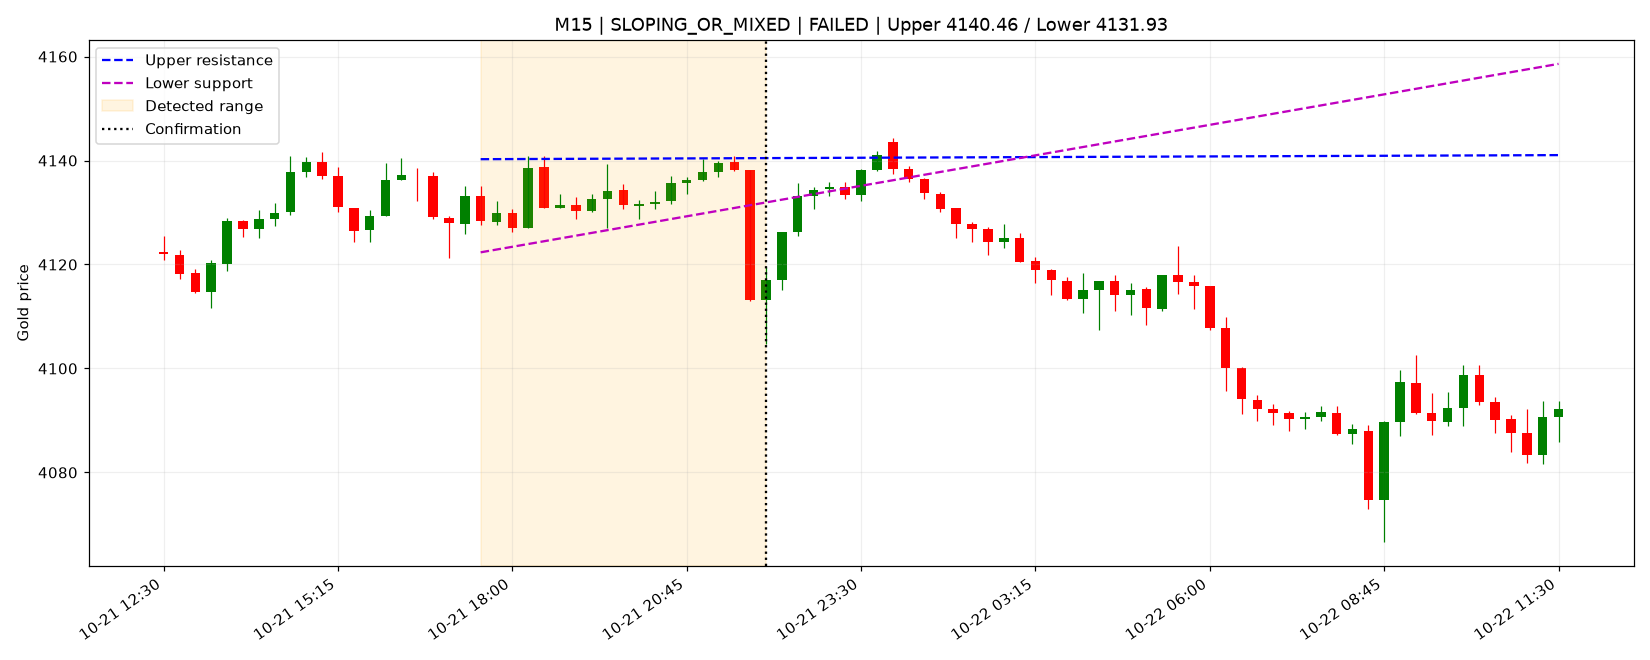 M15 | SLOPING_OR_MIXED | FAILED | Upper 4140.46 / Lower 4131.93
Upper resistance
Lower support
Detected range
Confirmation
Gold price
4160
4140
4120
4100
4080
10-21 12:30
10-21 15:15
10-21 18:00
10-21 20:45
10-21 23:30
10-22 03:15
10-22 06:00
10-22 08:45
10-22 11:30